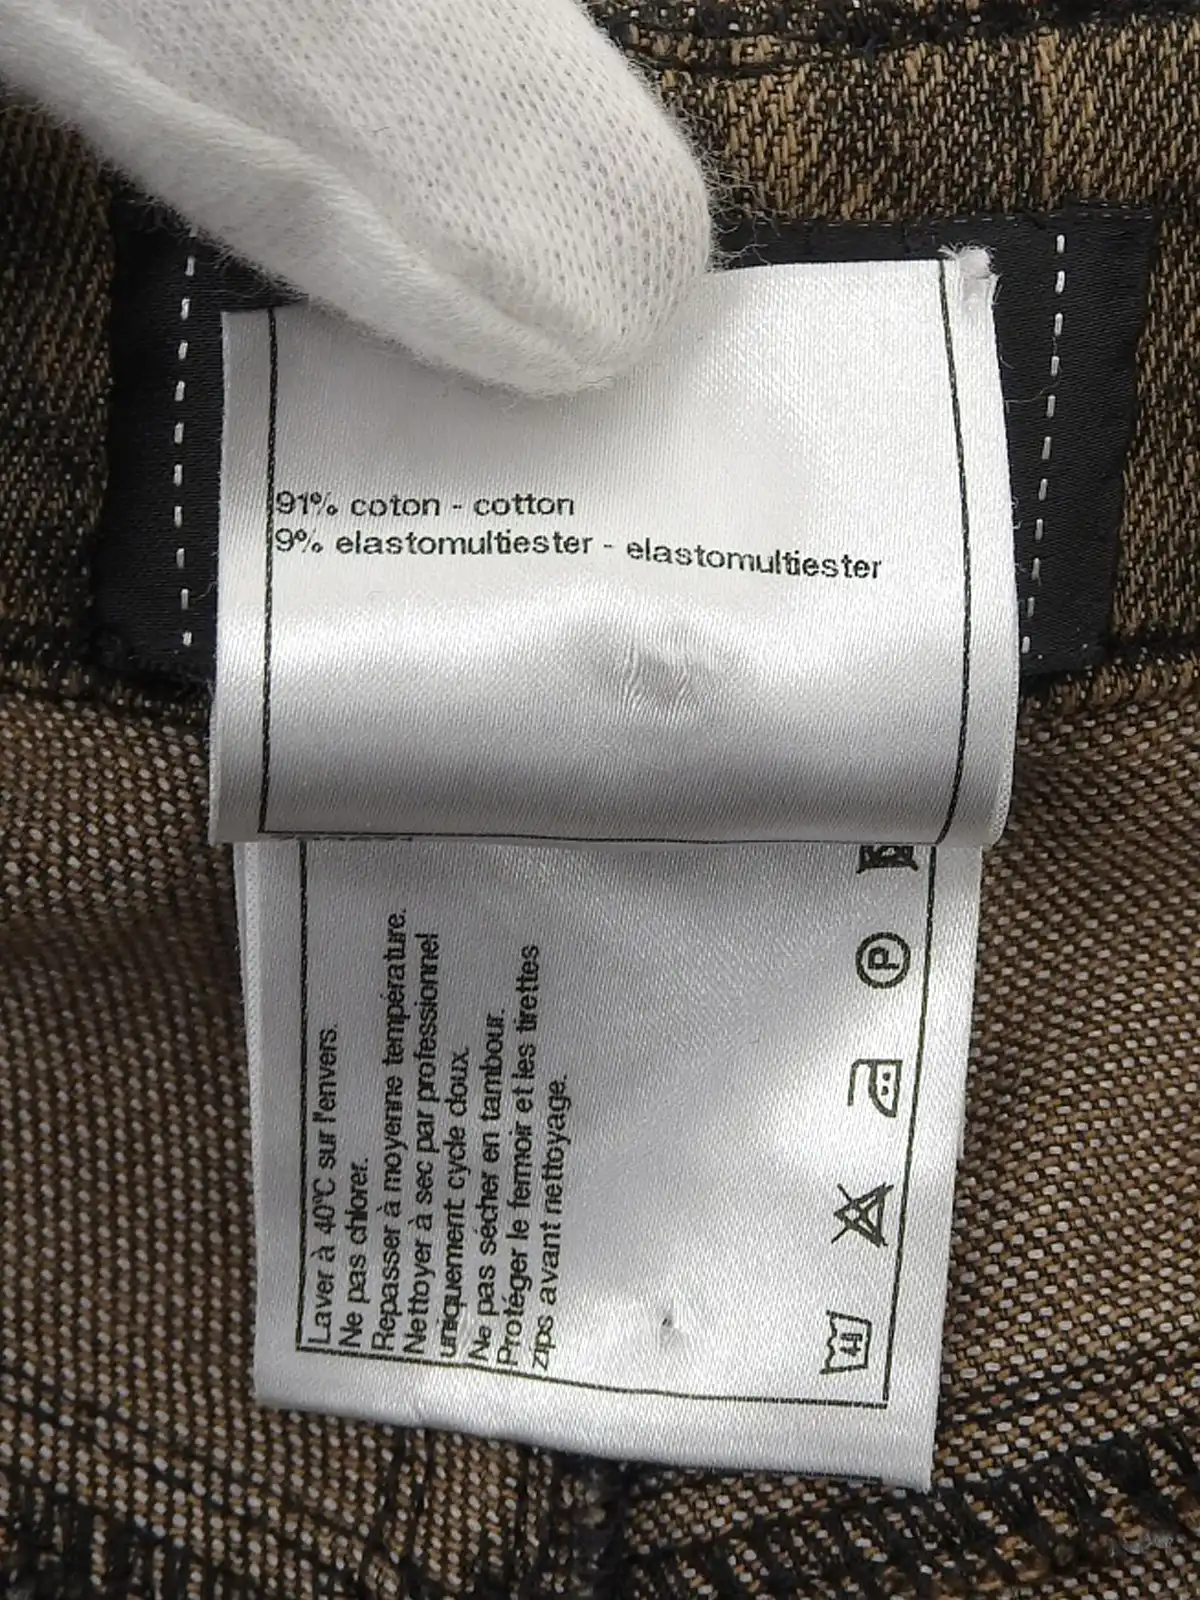 91% coton - cotton
9% elastomultiester - elastomultiester
Laver à 40°C sur l'envers.
Ne pas chlorer.
Repasser à moyenne température.
Nettoyer à sec par professionnel
uniquement cycle doux.
Ne pas sécher en tambour.
Protéger le fermoir et les tirettes
zips avant nettoyage.
P